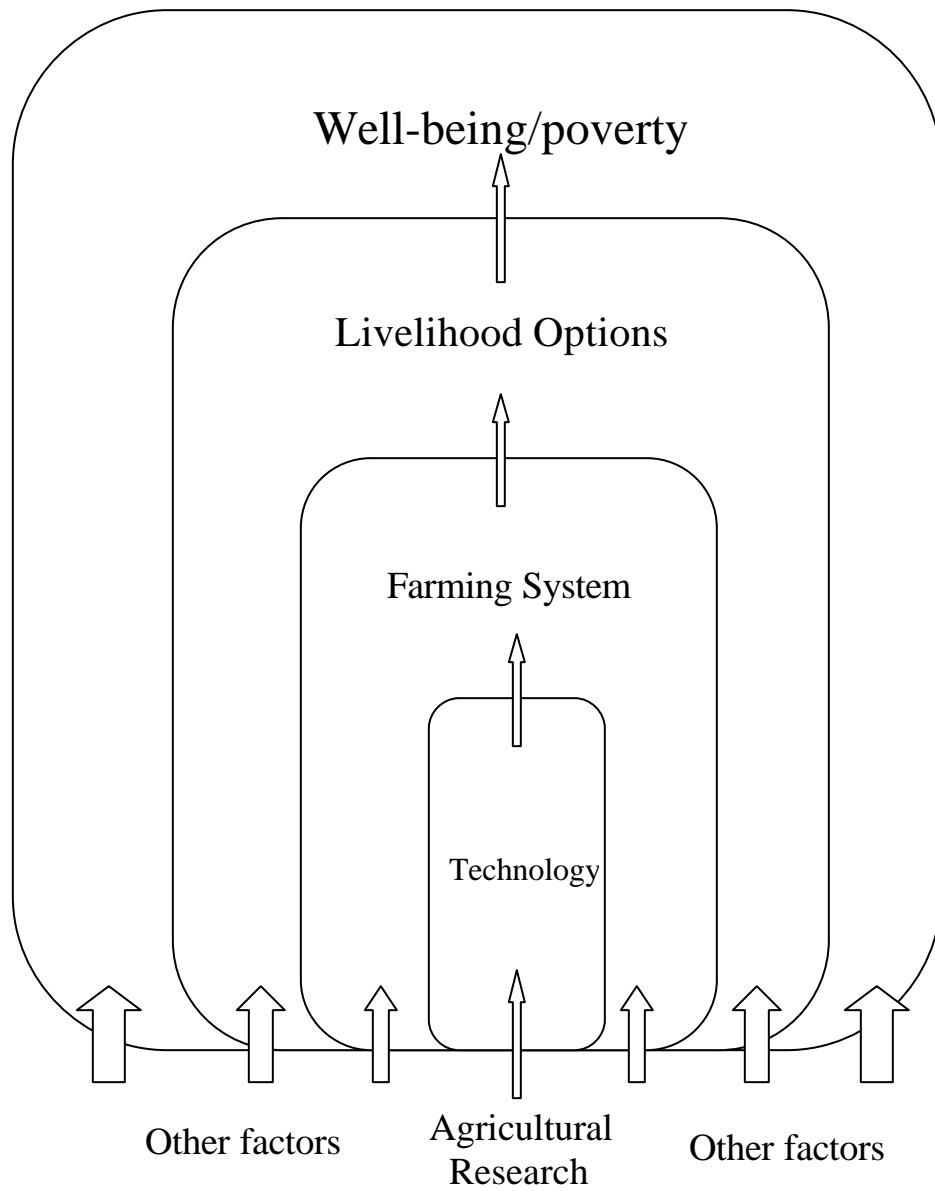 Well-being/poverty
Livelihood Options
Farming System
Technology
Other factors
Agricultural
Research
Other factors